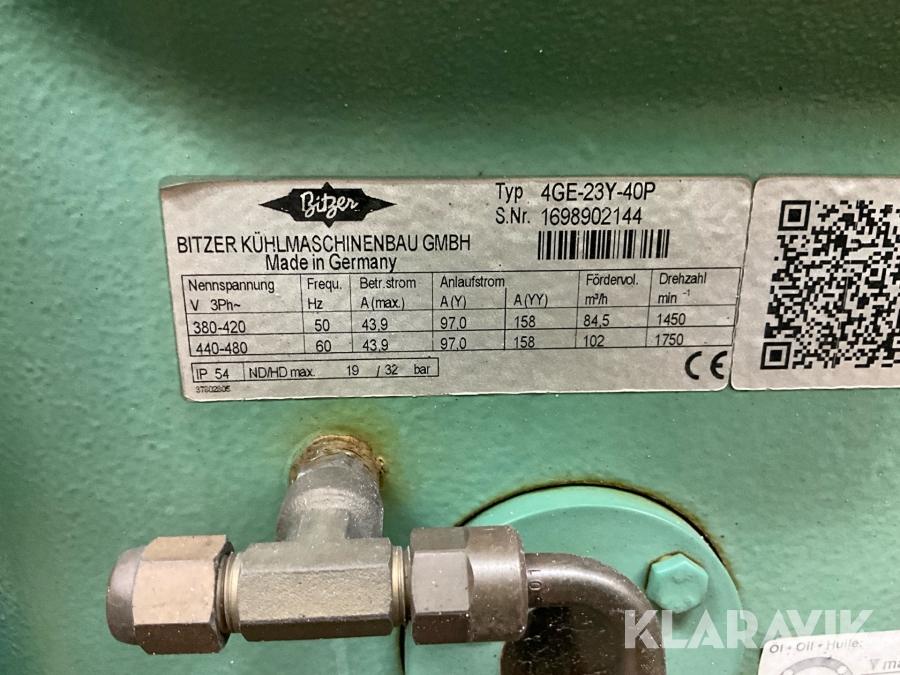 Bitzer
BITZER KÜHLMASCHINENBAU GMBH
Made in Germany
Typ 4GE-23Y-40P
S.Nr. 1698902144
Nennspannung Frequ. Betr.strom Anlaufstrom Fördervol. Drehzahl
V 3Ph~ Hz A (max.) A (Y) A (YY) m³/h min⁻¹
380-420 50 43,9 97,0 158 84,5 1450
440-480 60 43,9 97,0 158 102 1750
IP 54 ND/HD max. 19 / 32 bar
CE
37802605
01
KLARAVIK
Öl • Oil • Huile: